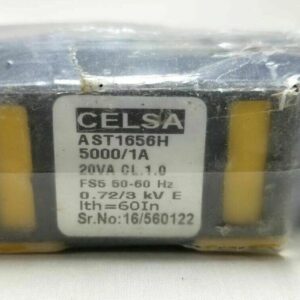 CELSA
AST1656H
5000/1A
20VA CL.1.0
FS5 50-60 Hz
0.72/3 kV E
Ith=60In
Sr.No:16/560122